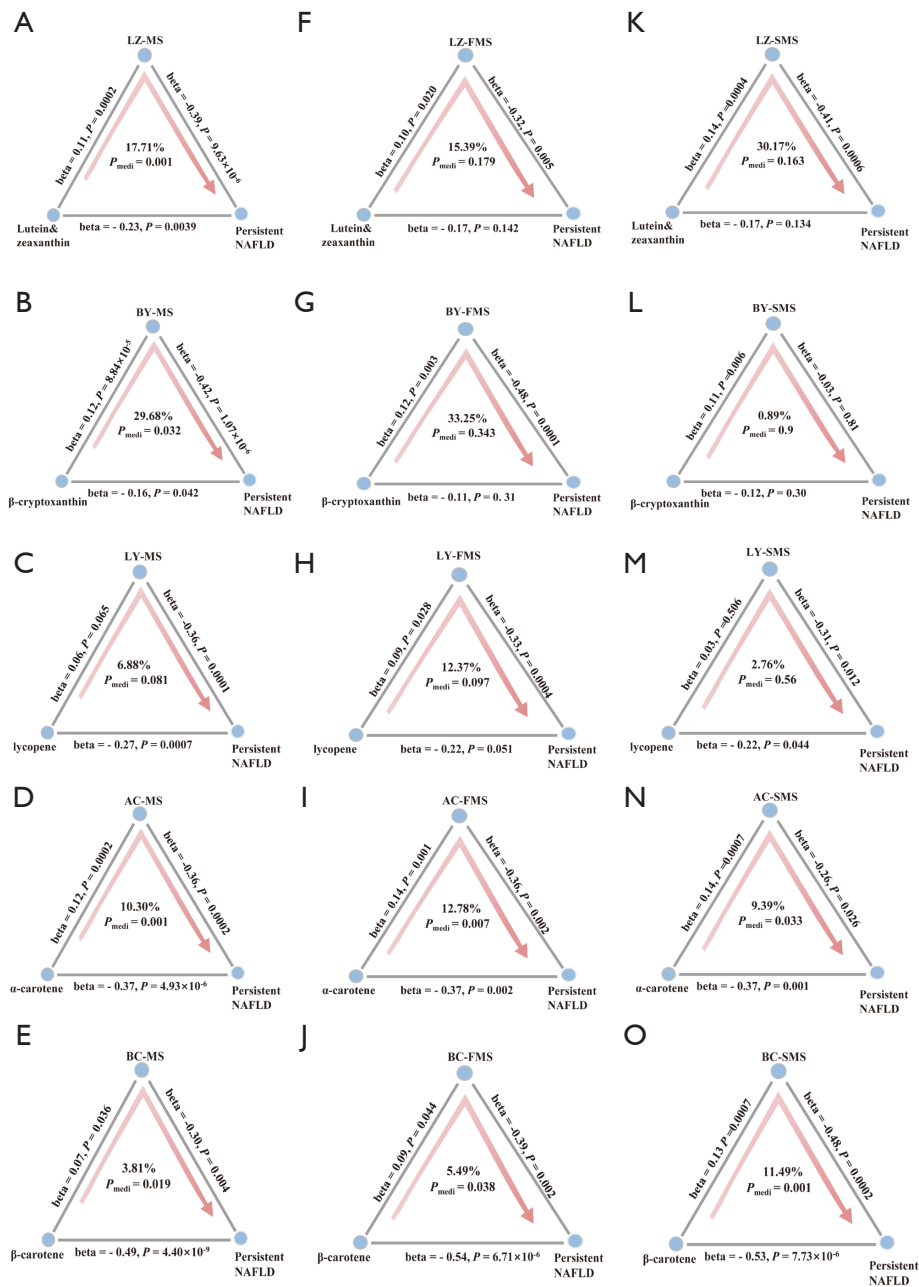 A
LZ-MS
beta = 0.11, P = 0.0002
beta = -0.39, P = 9.63×10-6
17.71%
Pmedi = 0.001
Lutein&
zeaxanthin
beta = - 0.23, P = 0.0039
Persistent
NAFLD
F
LZ-FMS
beta = 0.10, P = 0.020
beta = -0.32, P = 0.005
15.39%
Pmedi = 0.179
Lutein&
zeaxanthin
beta = - 0.17, P = 0.142
Persistent
NAFLD
K
LZ-SMS
beta = 0.14, P =0.0004
beta = -0.41, P = 0.0006
30.17%
Pmedi = 0.163
Lutein&
zeaxanthin
beta = - 0.17, P = 0.134
Persistent
NAFLD
B
BY-MS
beta = 0.12, P = 8.84×10-5
beta = -0.42, P = 1.07×10-6
29.68%
Pmedi = 0.032
β-cryptoxanthin
beta = - 0.16, P = 0.042
Persistent
NAFLD
G
BY-FMS
beta = 0.12, P = 0.003
beta = -0.48, P = 0.0001
33.25%
Pmedi = 0.343
β-cryptoxanthin
beta = - 0.11, P = 0. 31
Persistent
NAFLD
L
BY-SMS
beta = 0.11, P =0.006
beta = -0.03, P = 0.81
0.89%
Pmedi = 0.9
β-cryptoxanthin
beta = - 0.12, P = 0.30
Persistent
NAFLD
C
LY-MS
beta = 0.06, P = 0.065
beta = -0.36, P = 0.0001
6.88%
Pmedi = 0.081
lycopene
beta = - 0.27, P = 0.0007
Persistent
NAFLD
H
LY-FMS
beta = 0.09, P = 0.028
beta = -0.33, P = 0.0004
12.37%
Pmedi = 0.097
lycopene
beta = - 0.22, P = 0.051
Persistent
NAFLD
M
LY-SMS
beta = 0.03, P =0.506
beta = -0.31, P = 0.012
2.76%
Pmedi = 0.56
lycopene
beta = - 0.22, P = 0.044
Persistent
NAFLD
D
AC-MS
beta = 0.12, P = 0.0002
beta = -0.36, P = 0.0002
10.30%
Pmedi = 0.001
α-carotene
beta = - 0.37, P = 4.93×10-6
Persistent
NAFLD
I
AC-FMS
beta = 0.14, P = 0.001
beta = -0.36, P = 0.002
12.78%
Pmedi = 0.007
α-carotene
beta = - 0.37, P = 0.002
Persistent
NAFLD
N
AC-SMS
beta = 0.14, P =0.0007
beta = -0.26, P = 0.026
9.39%
Pmedi = 0.033
α-carotene
beta = - 0.37, P = 0.001
Persistent
NAFLD
E
BC-MS
beta = 0.07, P = 0.036
beta = -0.30, P = 0.004
3.81%
Pmedi = 0.019
β-carotene
beta = - 0.49, P = 4.40×10-9
Persistent
NAFLD
J
BC-FMS
beta = 0.09, P = 0.044
beta = -0.39, P = 0.002
5.49%
Pmedi = 0.038
β-carotene
beta = - 0.54, P = 6.71×10-6
Persistent
NAFLD
O
BC-SMS
beta = 0.13 P =0.0007
beta = -0.48, P = 0.0002
11.49%
Pmedi = 0.001
β-carotene
beta = - 0.53, P = 7.73×10-6
Persistent
NAFLD